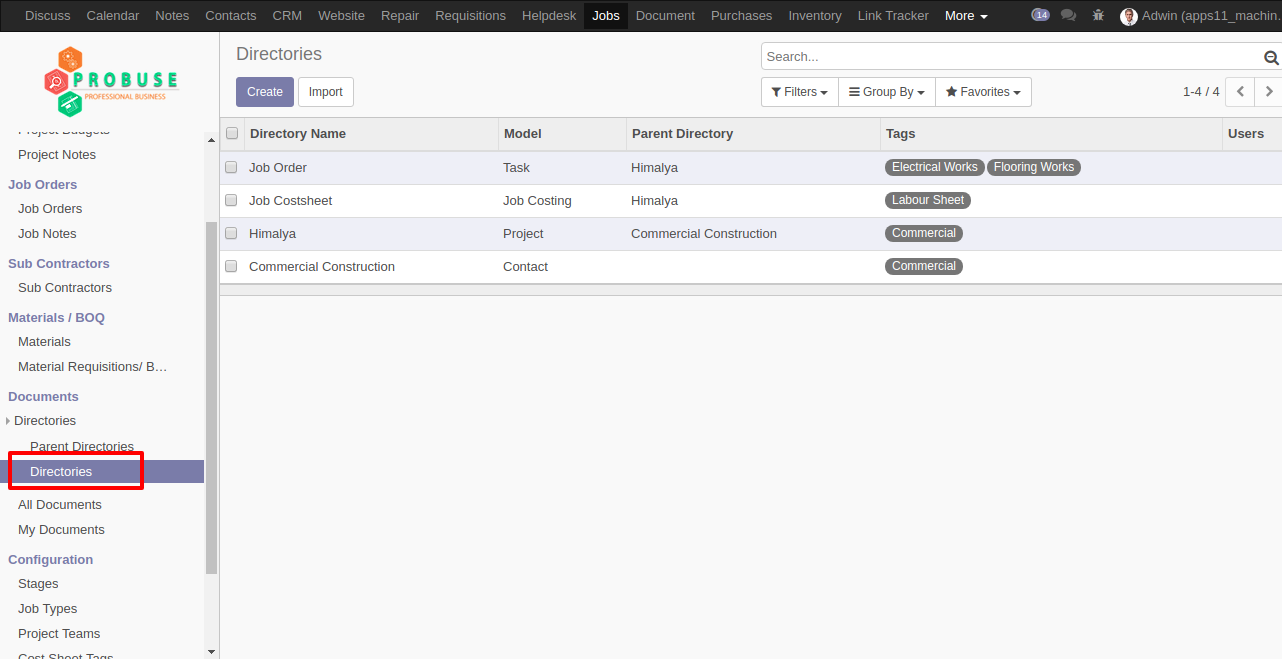 Discuss Calendar Notes Contacts CRM Website Repair Requisitions Helpdesk Jobs Document Purchases Inventory Link Tracker More 14 Adwin (apps11_machin...
PROBUSE
PROFESSIONAL BUSINESS
Project Budgets
Project Notes
Job Orders
Job Orders
Job Notes
Sub Contractors
Sub Contractors
Materials / BOQ
Materials
Material Requisitions/ B…
Documents
Directories
Parent Directories
Directories
All Documents
My Documents
Configuration
Stages
Job Types
Project Teams
Cost Sheet Tags
Directories
Search...
Create Import
Filters Group By Favorites 1-4 / 4
Directory Name Model Parent Directory Tags Users
Job Order Task Himalya Electrical Works Flooring Works
Job Costsheet Job Costing Himalya Labour Sheet
Himalya Project Commercial Construction Commercial
Commercial Construction Contact Commercial